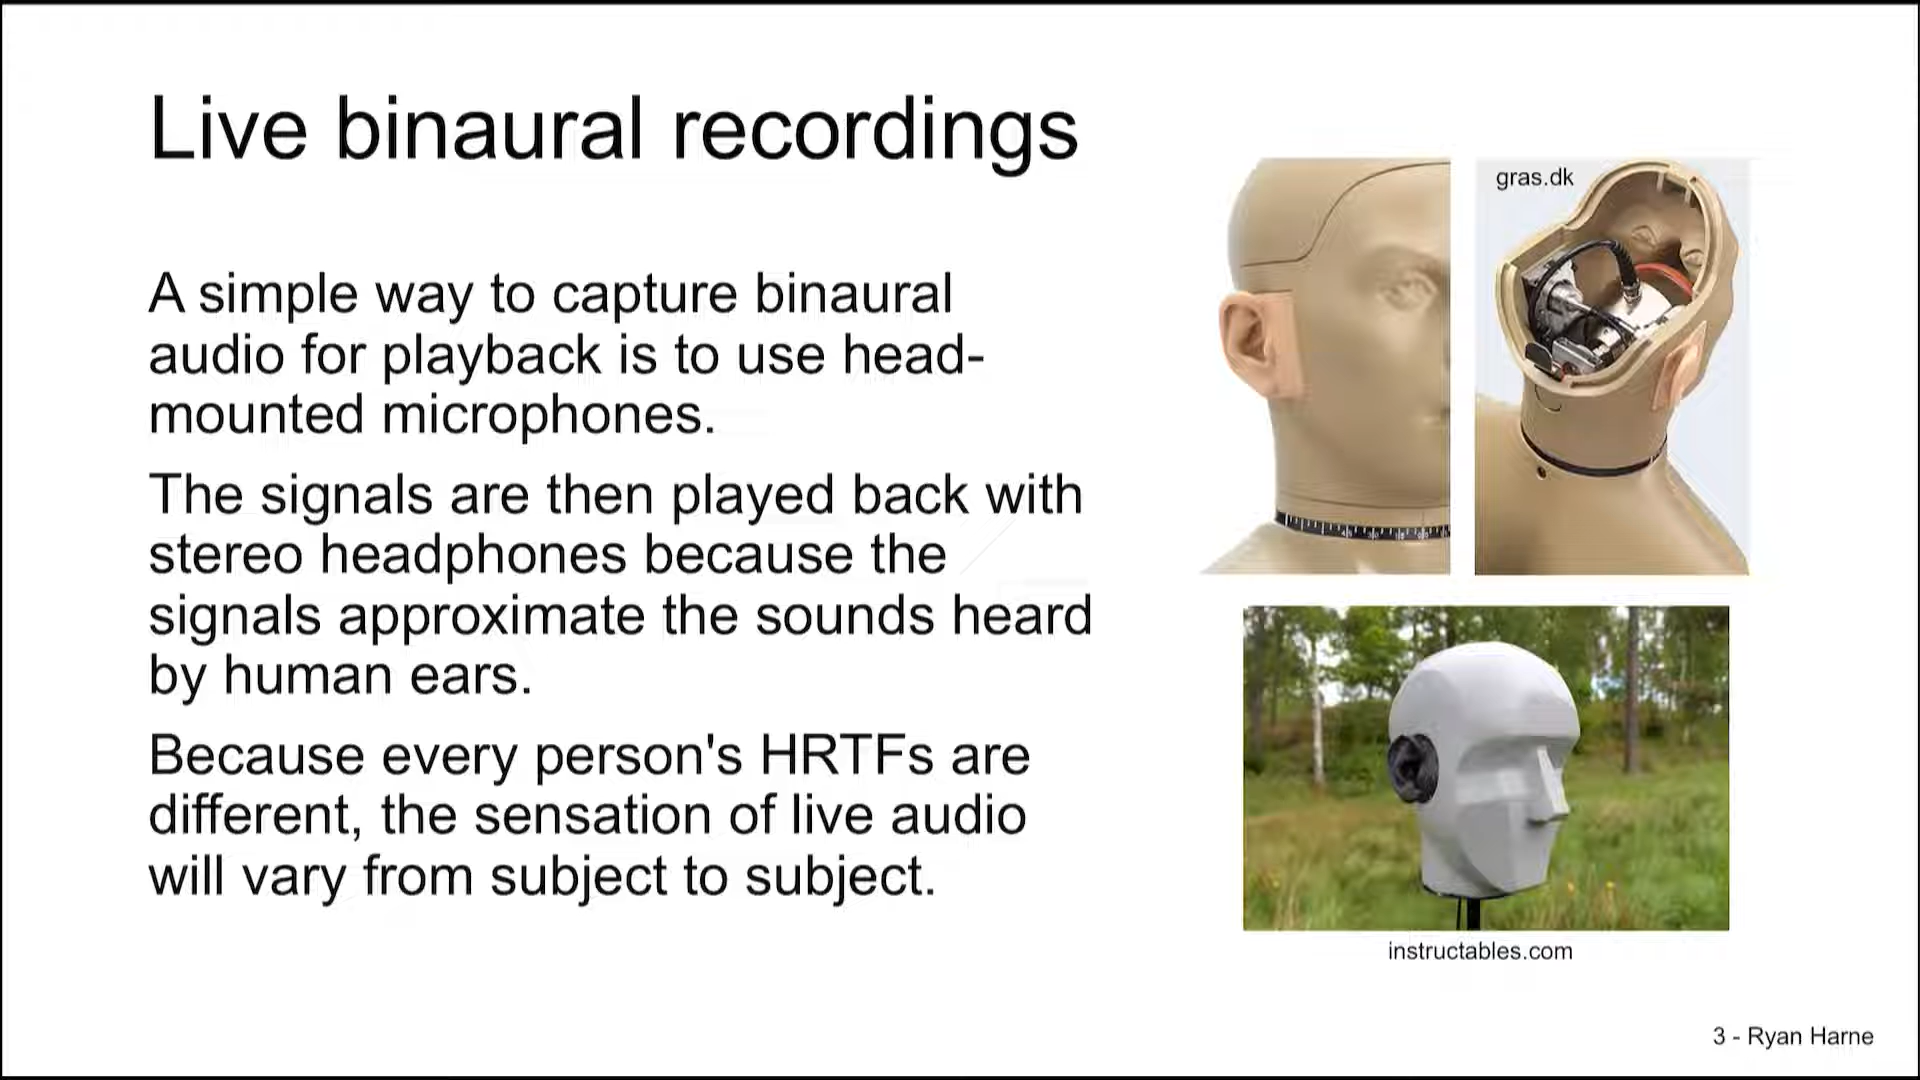 Live binaural recordings
gras.dk
A simple way to capture binaural
audio for playback is to use head-
mounted microphones.
The signals are then played back with
stereo headphones because the
signals approximate the sounds heard
by human ears.
Because every person's HRTFs are
different, the sensation of live audio
will vary from subject to subject.
instructables.com
3 - Ryan Harne